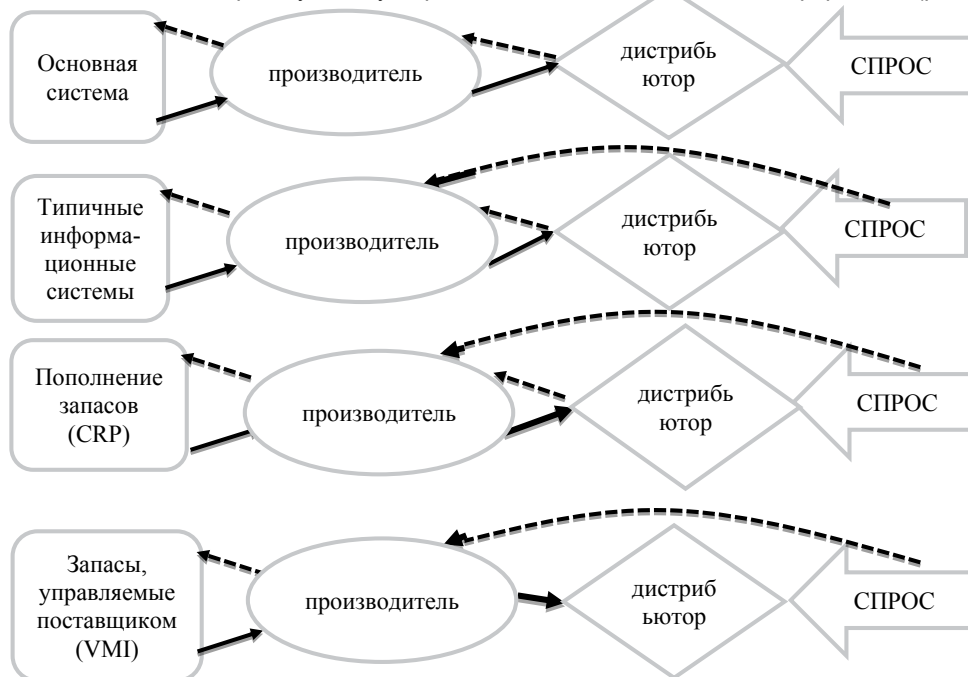 Основная
система
производитель
дистрибь
ютор
СПРОС
Типичные
информа-
ционные
системы
производитель
дистрибь
ютор
СПРОС
Пополнение
запасов
(CRP)
производитель
дистрибь
ютор
СПРОС
Запасы,
управляемые
поставщиком
(VMI)
производитель
дистриб
ьютор
СПРОС